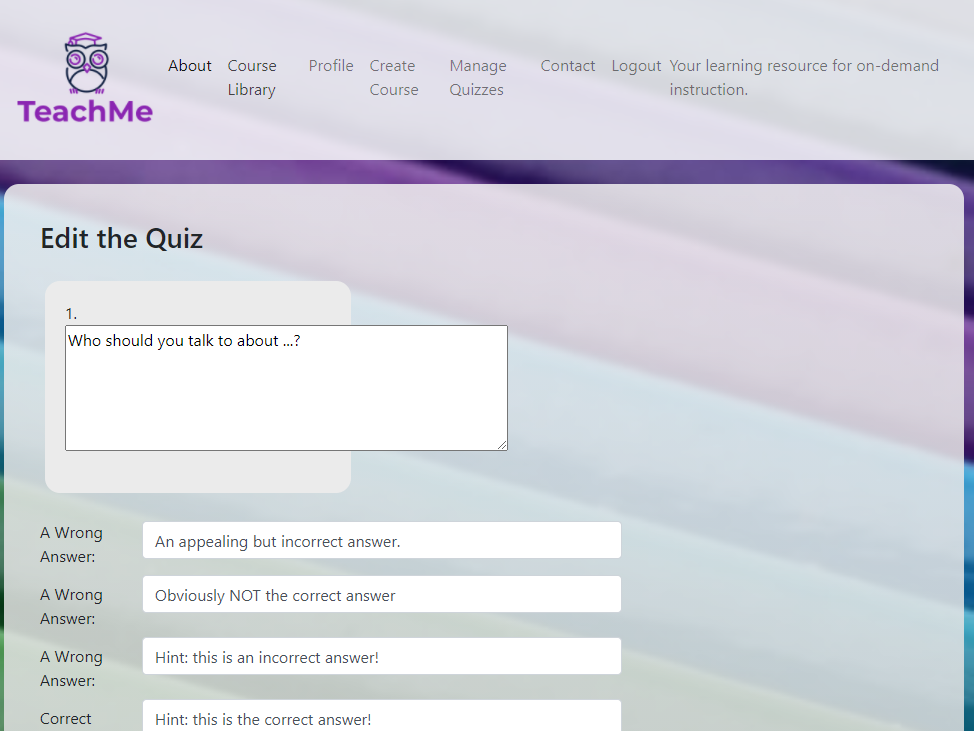 TeachMe
About
Course
Library
Profile
Create
Course
Manage
Quizzes
Contact
Logout
Your learning resource for on-demand
instruction.
Edit the Quiz
1.
Who should you talk to about ...?
A Wrong
Answer:
An appealing but incorrect answer.
A Wrong
Answer:
Obviously NOT the correct answer
A Wrong
Answer:
Hint: this is an incorrect answer!
Correct
Hint: this is the correct answer!